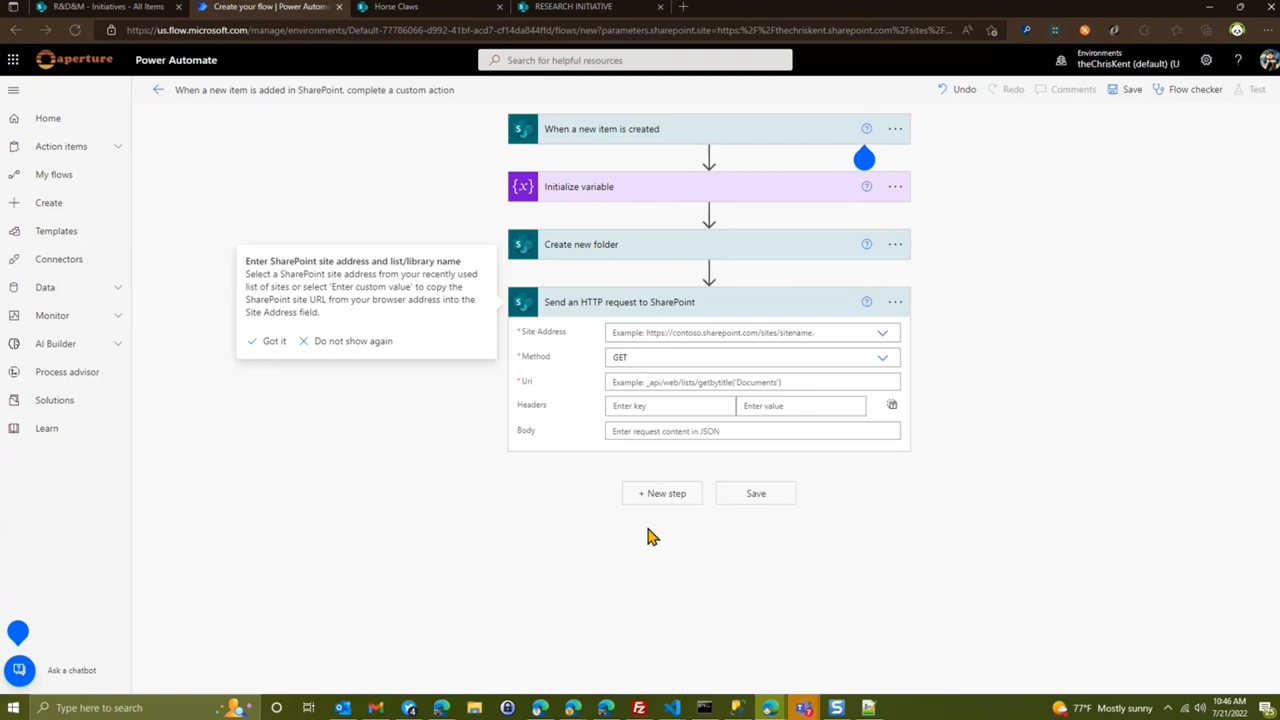 R&D&M - Initiatives - All Items
Create your flow | Power Automa
Horse Claws
RESEARCH INITIATIVE
https://us.flow.microsoft.com/manage/environments/Default-77786066-d992-41bf-acd7-cf14da844ffd/flows/new?parameters.sharepoint.site=https:%2F%2Fthechriskent.sharepoint.com%2Fsites%2...
aperture
Power Automate
Search for helpful resources
Environments
theChrisKent (default) (U
When a new item is added in SharePoint, complete a custom action
Undo
Redo
Comments
Save
Flow checker
Test
Home
Action items
My flows
Create
Templates
Connectors
Data
Monitor
AI Builder
Process advisor
Solutions
Learn
Ask a chatbot
When a new item is created
{x} Initialize variable
Create new folder
Enter SharePoint site address and list/library name
Select a SharePoint site address from your recently used
list of sites or select 'Enter custom value' to copy the
SharePoint site URL from your browser address into the
Site Address field.
Got it
Do not show again
Send an HTTP request to SharePoint
* Site Address
Example: https://contoso.sharepoint.com/sites/sitename.
* Method
GET
* Uri
Example: _api/web/lists/getbytitle('Documents')
Headers
Enter key
Enter value
Body
Enter request content in JSON
+ New step
Save
Type here to search
77°F Mostly sunny
10:46 AM
7/21/2022